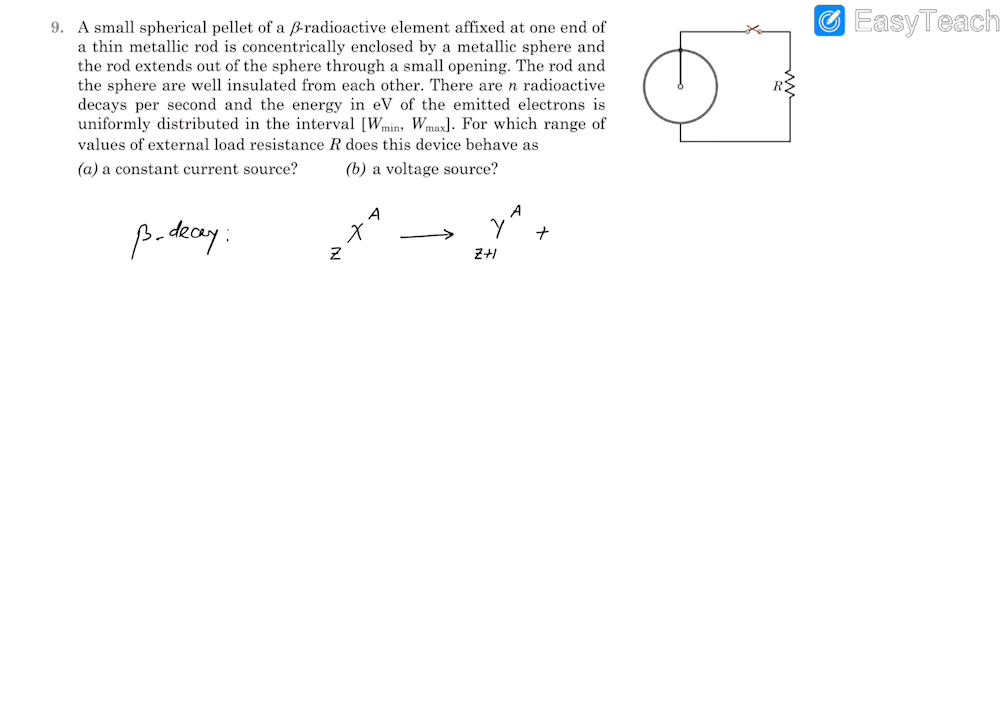 9. A small spherical pellet of a β-radioactive element affixed at one end of
a thin metallic rod is concentrically enclosed by a metallic sphere and
the rod extends out of the sphere through a small opening. The rod and
the sphere are well insulated from each other. There are n radioactive
decays per second and the energy in eV of the emitted electrons is
uniformly distributed in the interval [Wmin, Wmax]. For which range of
values of external load resistance R does this device behave as
(a) a constant current source? (b) a voltage source?
R
EasyTeach
β-decay: zX^A → z+1Y^A +